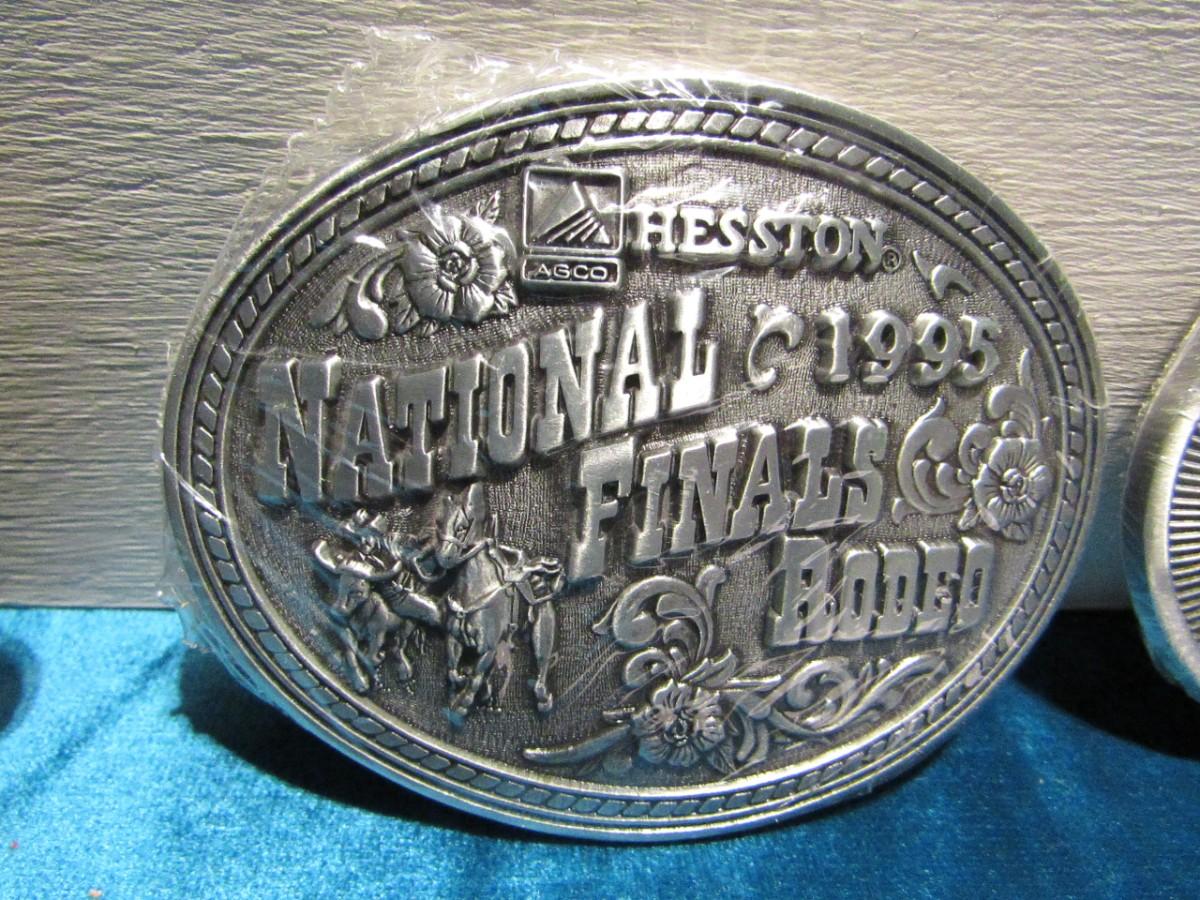 HESSTON®
AGCO
NATIONAL 1995
FINALS
RODEO